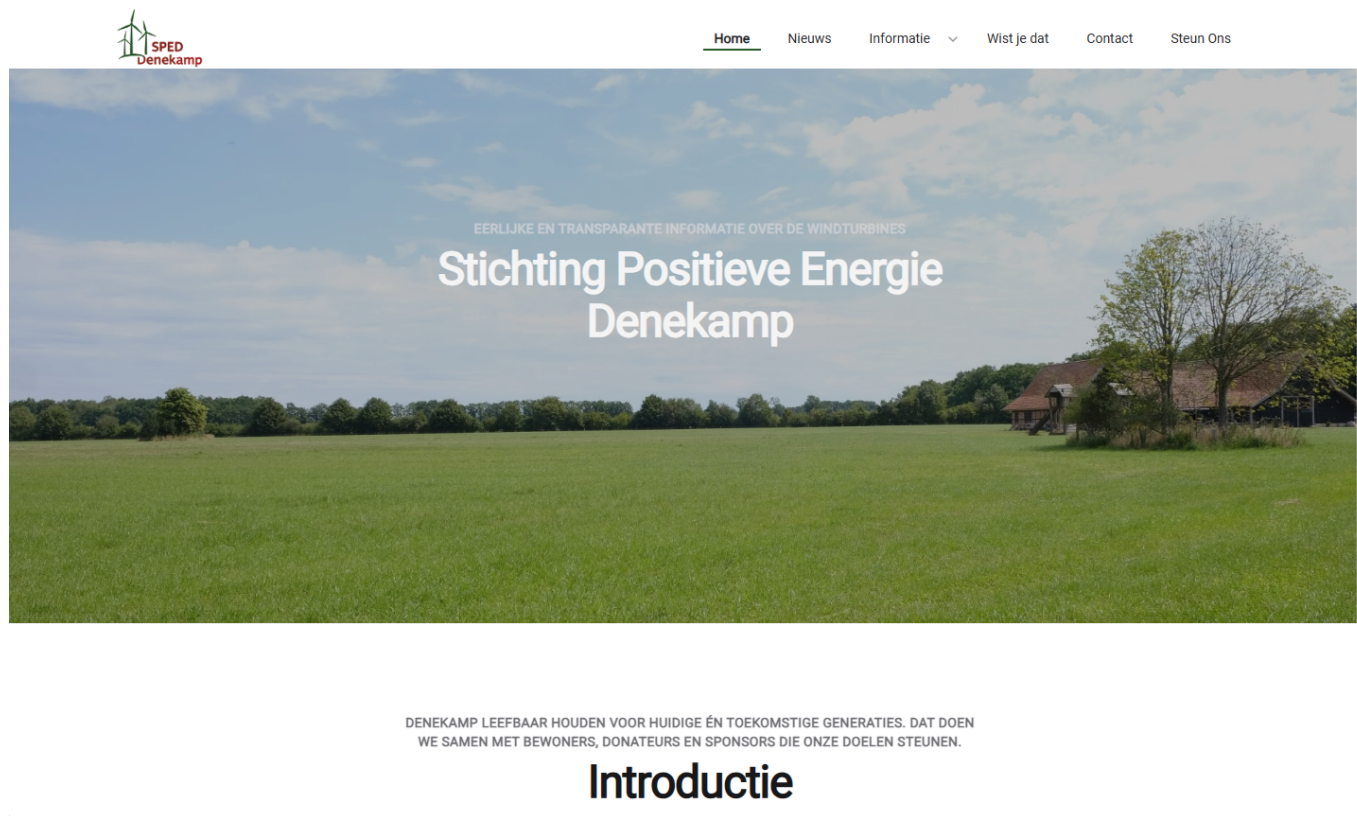 SPED
Denekamp
Home Nieuws Informatie Wist je dat Contact Steun Ons
EERLIJKE EN TRANSPARANTE INFORMATIE OVER DE WINDTURBINES
Stichting Positieve Energie
Denekamp
DENEKAMP LEEFBAAR HOUDEN VOOR HUIDIGE ÉN TOEKOMSTIGE GENERATIES. DAT DOEN
WE SAMEN MET BEWONERS, DONATEURS EN SPONSORS DIE ONZE DOELEN STEUNEN.
Introductie